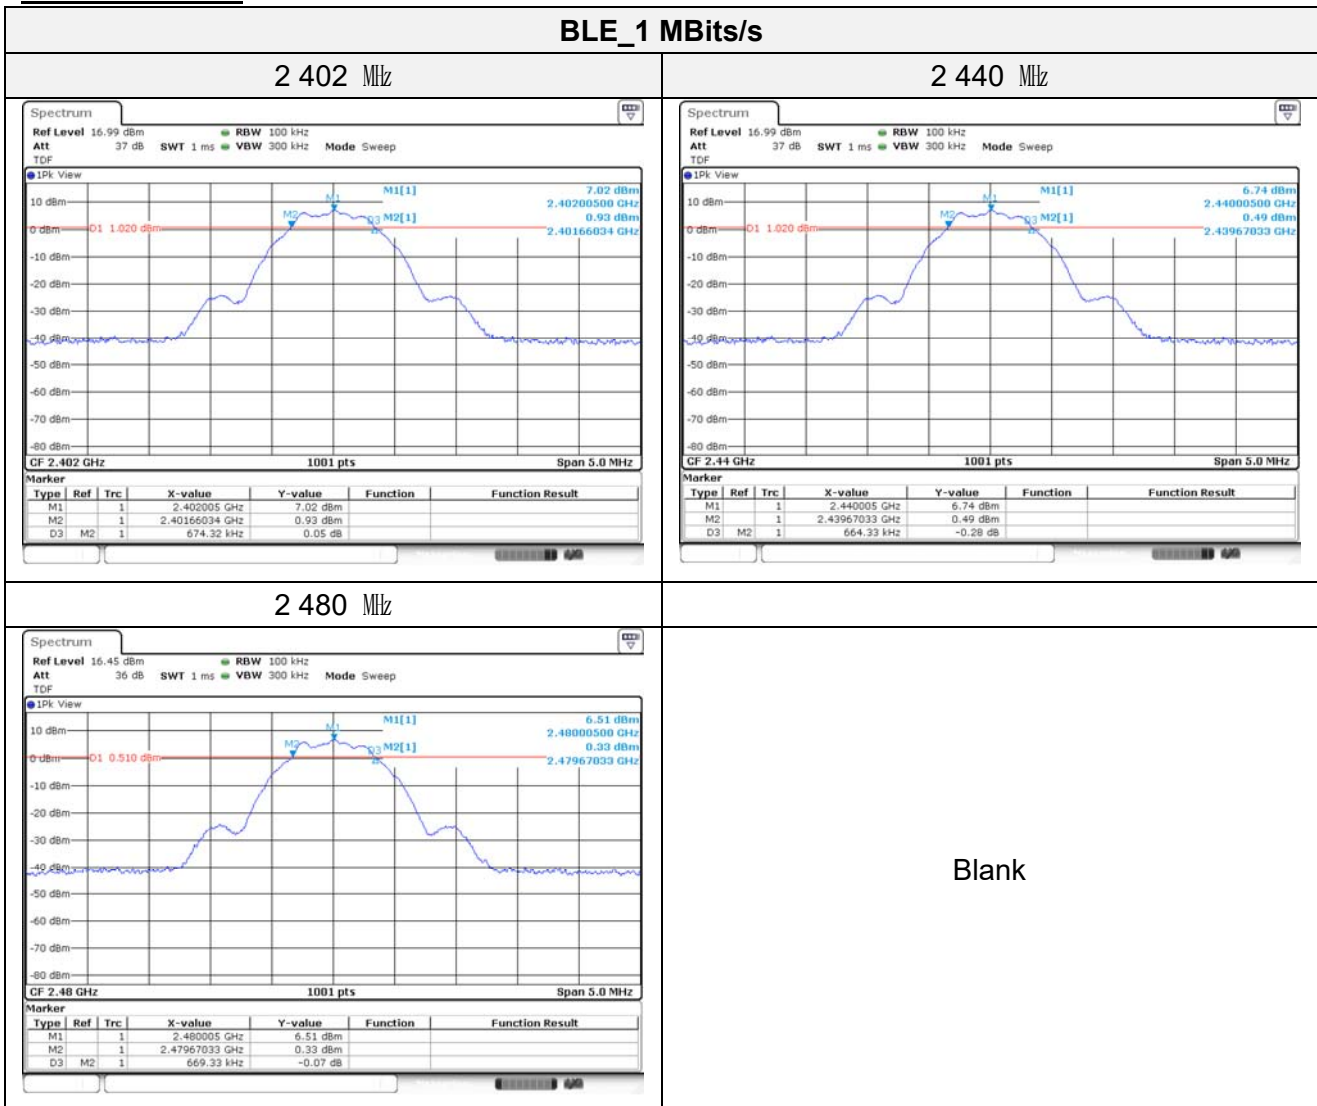 BLE_1 MBits/s
2 402 ㎒
2 440 ㎒
Spectrum
Ref Level 16.99 dBm RBW 100 kHz
Att 37 dB SWT 1 ms VBW 300 kHz Mode Sweep
TDF
1Pk View
M1[1] 7.02 dBm
2.40200500 GHz
M2[1] 0.93 dBm
2.40166034 GHz
M1
M2
D3
10 dBm
0 dBm
D1 1.020 dBm
-10 dBm
-20 dBm
-30 dBm
-40 dBm
-50 dBm
-60 dBm
-70 dBm
-80 dBm
CF 2.402 GHz 1001 pts Span 5.0 MHz
Marker
Type Ref Trc X-value Y-value Function Function Result
M1 1 2.402005 GHz 7.02 dBm
M2 1 2.40166034 GHz 0.93 dBm
D3 M2 1 674.32 kHz 0.05 dB
Spectrum
Ref Level 16.99 dBm RBW 100 kHz
Att 37 dB SWT 1 ms VBW 300 kHz Mode Sweep
TDF
1Pk View
M1[1] 6.74 dBm
2.44000500 GHz
M2[1] 0.49 dBm
2.43967033 GHz
M1
M2
D3
10 dBm
0 dBm
D1 1.020 dBm
-10 dBm
-20 dBm
-30 dBm
-40 dBm
-50 dBm
-60 dBm
-70 dBm
-80 dBm
CF 2.44 GHz 1001 pts Span 5.0 MHz
Marker
Type Ref Trc X-value Y-value Function Function Result
M1 1 2.440005 GHz 6.74 dBm
M2 1 2.43967033 GHz 0.49 dBm
D3 M2 1 664.33 kHz -0.28 dB
2 480 ㎒
Spectrum
Ref Level 16.45 dBm RBW 100 kHz
Att 36 dB SWT 1 ms VBW 300 kHz Mode Sweep
TDF
1Pk View
M1[1] 6.51 dBm
2.48000500 GHz
M2[1] 0.33 dBm
2.47967033 GHz
M1
M2
D3
10 dBm
0 dBm
D1 0.510 dBm
-10 dBm
-20 dBm
-30 dBm
-40 dBm
-50 dBm
-60 dBm
-70 dBm
-80 dBm
CF 2.48 GHz 1001 pts Span 5.0 MHz
Marker
Type Ref Trc X-value Y-value Function Function Result
M1 1 2.480005 GHz 6.51 dBm
M2 1 2.47967033 GHz 0.33 dBm
D3 M2 1 669.33 kHz -0.07 dB
Blank